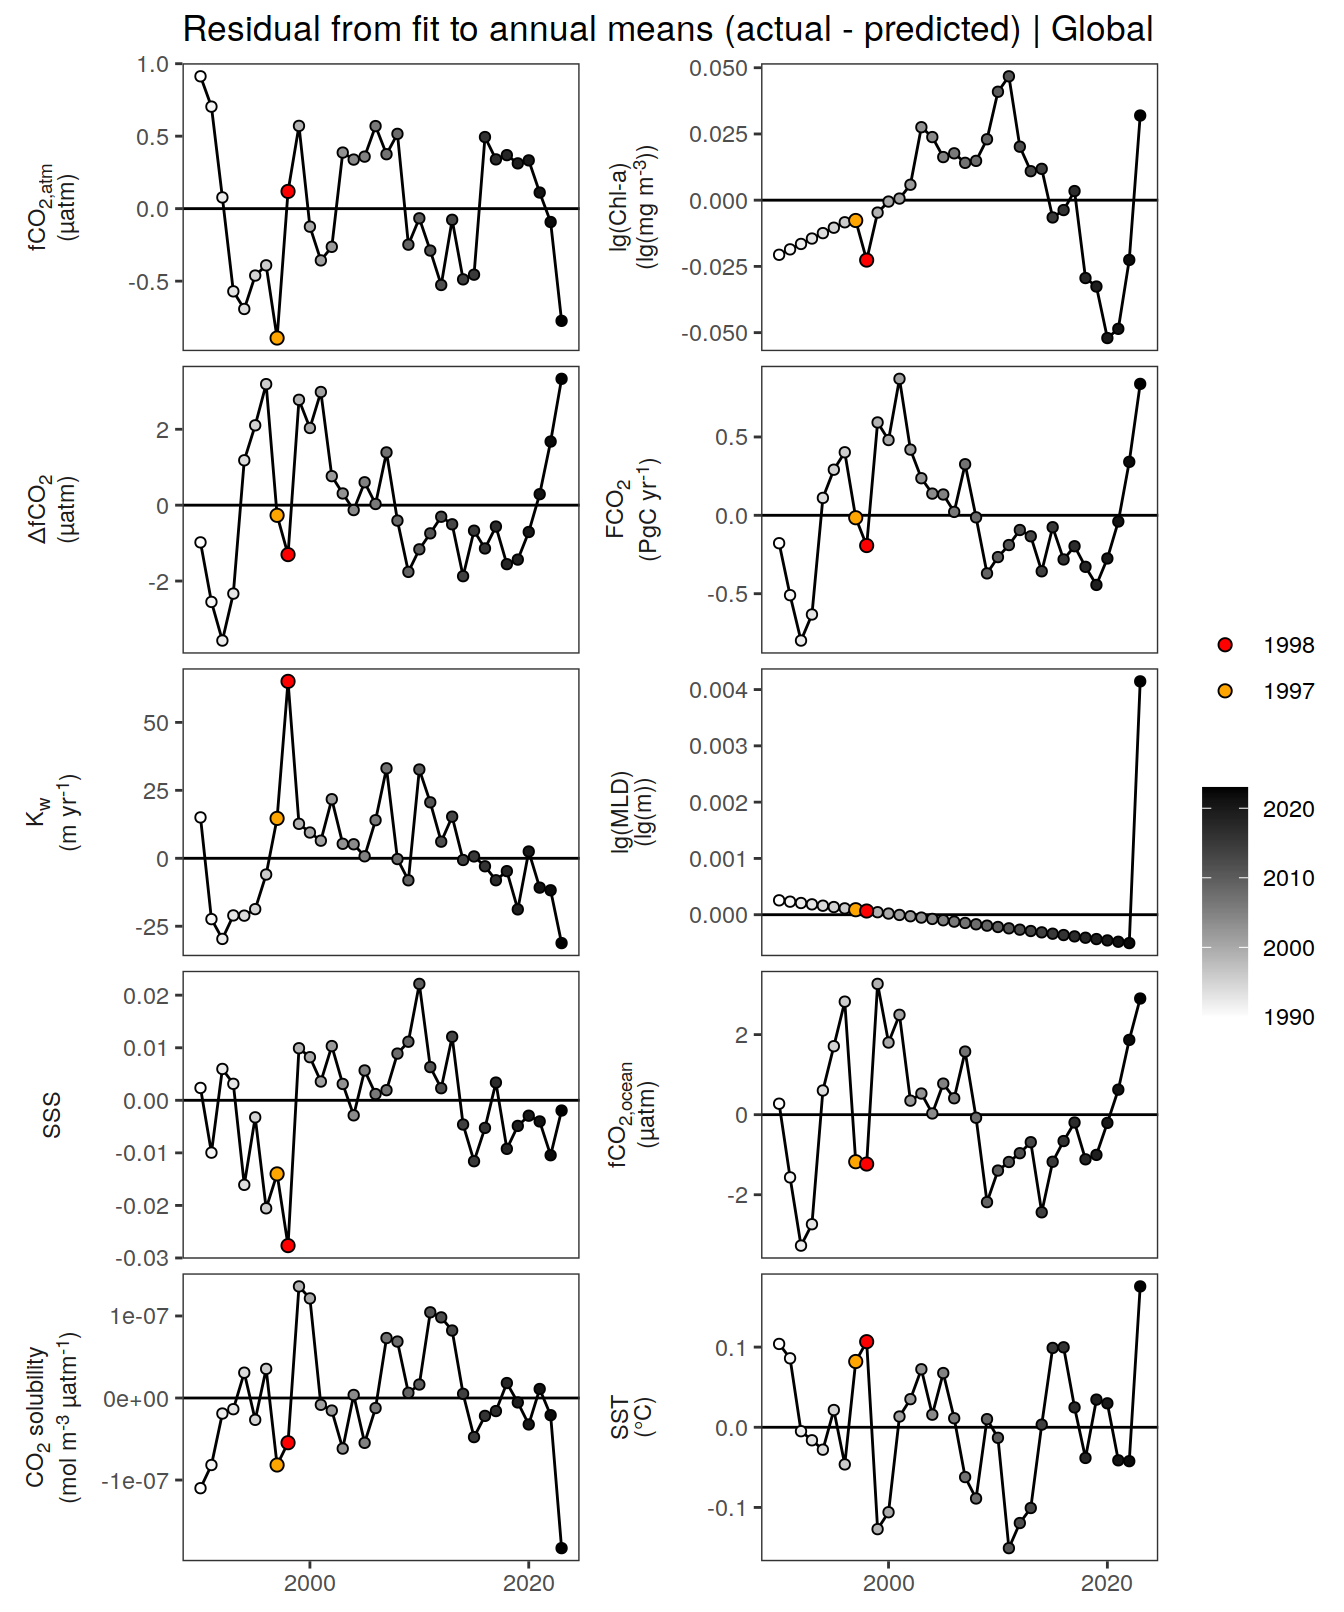 Residual from fit to annual means (actual - predicted) | Global
fCO2,atm
(µatm)
1.0
0.5
0.0
-0.5
lg(Chl-a)
(lg(mg m-3))
0.050
0.025
0.000
-0.025
-0.050
ΔfCO2
(µatm)
2
0
-2
FCO2
(PgC yr-1)
0.5
0.0
-0.5
Kw
(m yr-1)
50
25
0
-25
lg(MLD)
(lg(m))
0.004
0.003
0.002
0.001
0.000
SSS
0.02
0.01
0.00
-0.01
-0.02
-0.03
fCO2,ocean
(µatm)
2
0
-2
CO2 solubility
(mol m-3 µatm-1)
1e-07
0e+00
-1e-07
2000 2020
SST
(°C)
0.1
0.0
-0.1
2000 2020
1998
1997
2020
2010
2000
1990